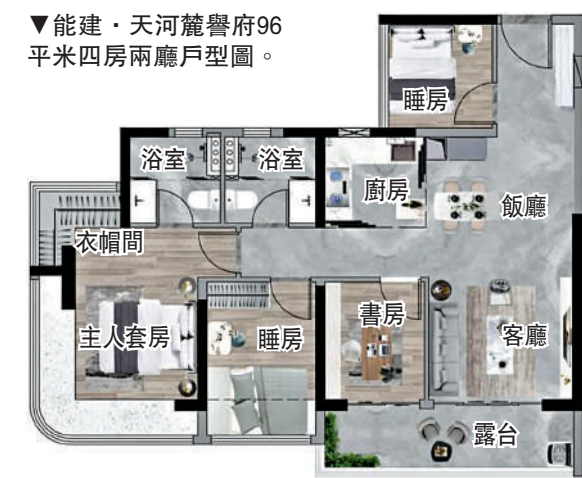 ▼能建·天河麓譽府96
平米四房兩廳戶型圖。
睡房
浴室
浴室
廚房
飯廳
衣帽間
主人套房
睡房
書房
客廳
露台